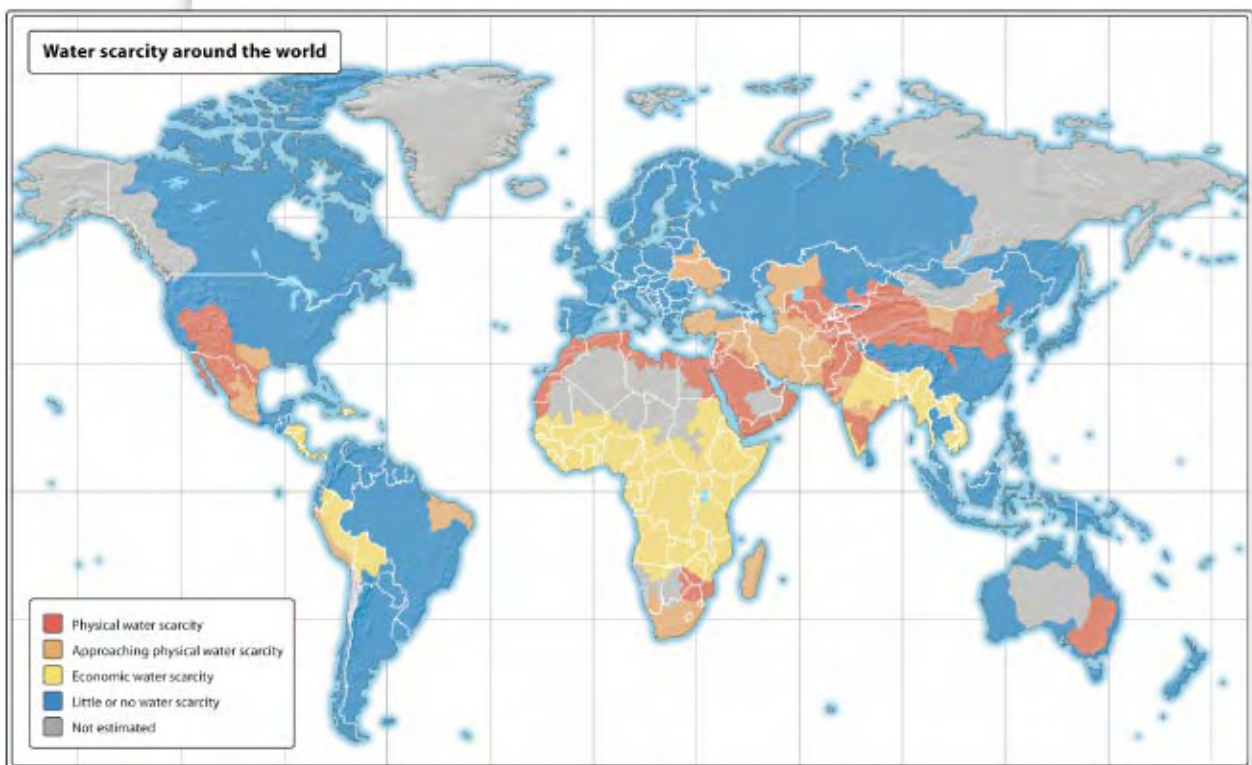 Water scarcity around the world
Physical water scarcity
Approaching physical water scarcity
Economic water scarcity
Little or no water scarcity
Not estimated